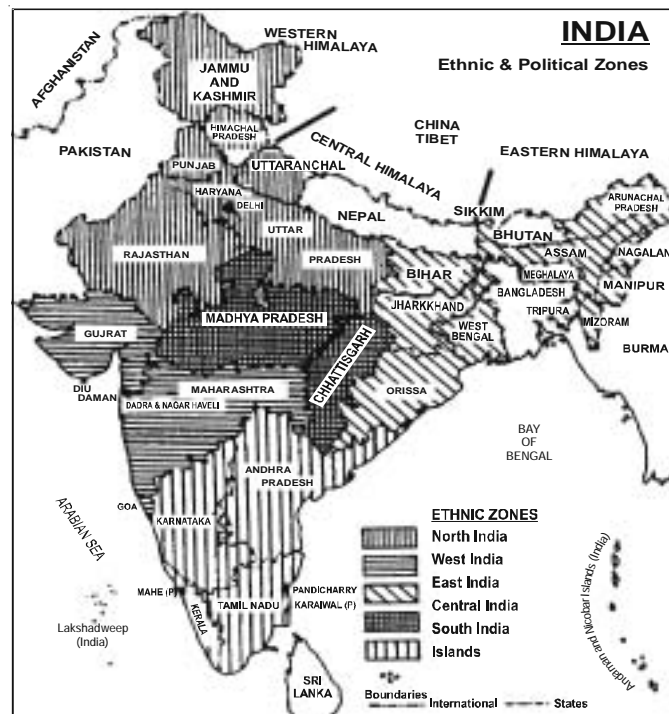 INDIA
Ethnic & Political Zones
WESTERN
HIMALAYA
AFGHANISTAN
JAMMU
AND
KASHMIR
HIMACHAL
PRADESH
PAKISTAN
PUNJAB
UTTARANCHAL
CENTRAL HIMALAYA
CHINA
TIBET
EASTERN HIMALAYA
HARYANA
DELHI
NEPAL
SIKKIM
ARUNACHAL
PRADESH
BHUTAN
RAJASTHAN
UTTAR
PRADESH
BIHAR
ASSAM
NAGALAN
MEGHALAYA
BANGLADESH
MANIPUR
TRIPURA
MIZORAM
BURMA
JHARKKHAND
WEST
BENGAL
MADHYA PRADESH
GUJRAT
CHHATTISGARH
DIU
DAMAN
MAHARASHTRA
DADRA & NAGAR HAVELI
ORISSA
BAY
OF
BENGAL
ANDHRA
PRADESH
ARABIAN SEA
GOA
KARNATAKA
MAHE (P)
KERALA
TAMIL NADU
PANDICHARRY
KARAIWAL (P)
Lakshadweep
(India)
SRI
LANKA
Andaman and Nicobar Islands (India)
ETHNIC ZONES
North India
West India
East India
Central India
South India
Islands
Boundaries
International
States